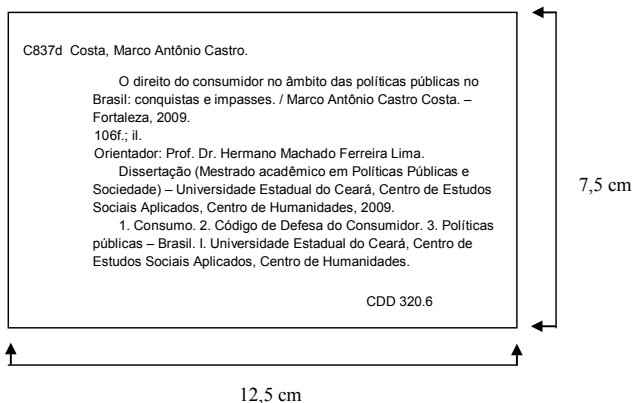 C837d Costa, Marco Antônio Castro.
O direito do consumidor no âmbito das políticas públicas no
Brasil: conquistas e impasses. / Marco Antônio Castro Costa. –
Fortaleza, 2009.
106f.; il.
Orientador: Prof. Dr. Hermano Machado Ferreira Lima.
Dissertação (Mestrado acadêmico em Políticas Públicas e
Sociedade) – Universidade Estadual do Ceará, Centro de Estudos
Sociais Aplicados, Centro de Humanidades, 2009.
1. Consumo. 2. Código de Defesa do Consumidor. 3. Políticas
públicas – Brasil. I. Universidade Estadual do Ceará, Centro de
Estudos Sociais Aplicados, Centro de Humanidades.
CDD 320.6
7,5 cm
12,5 cm